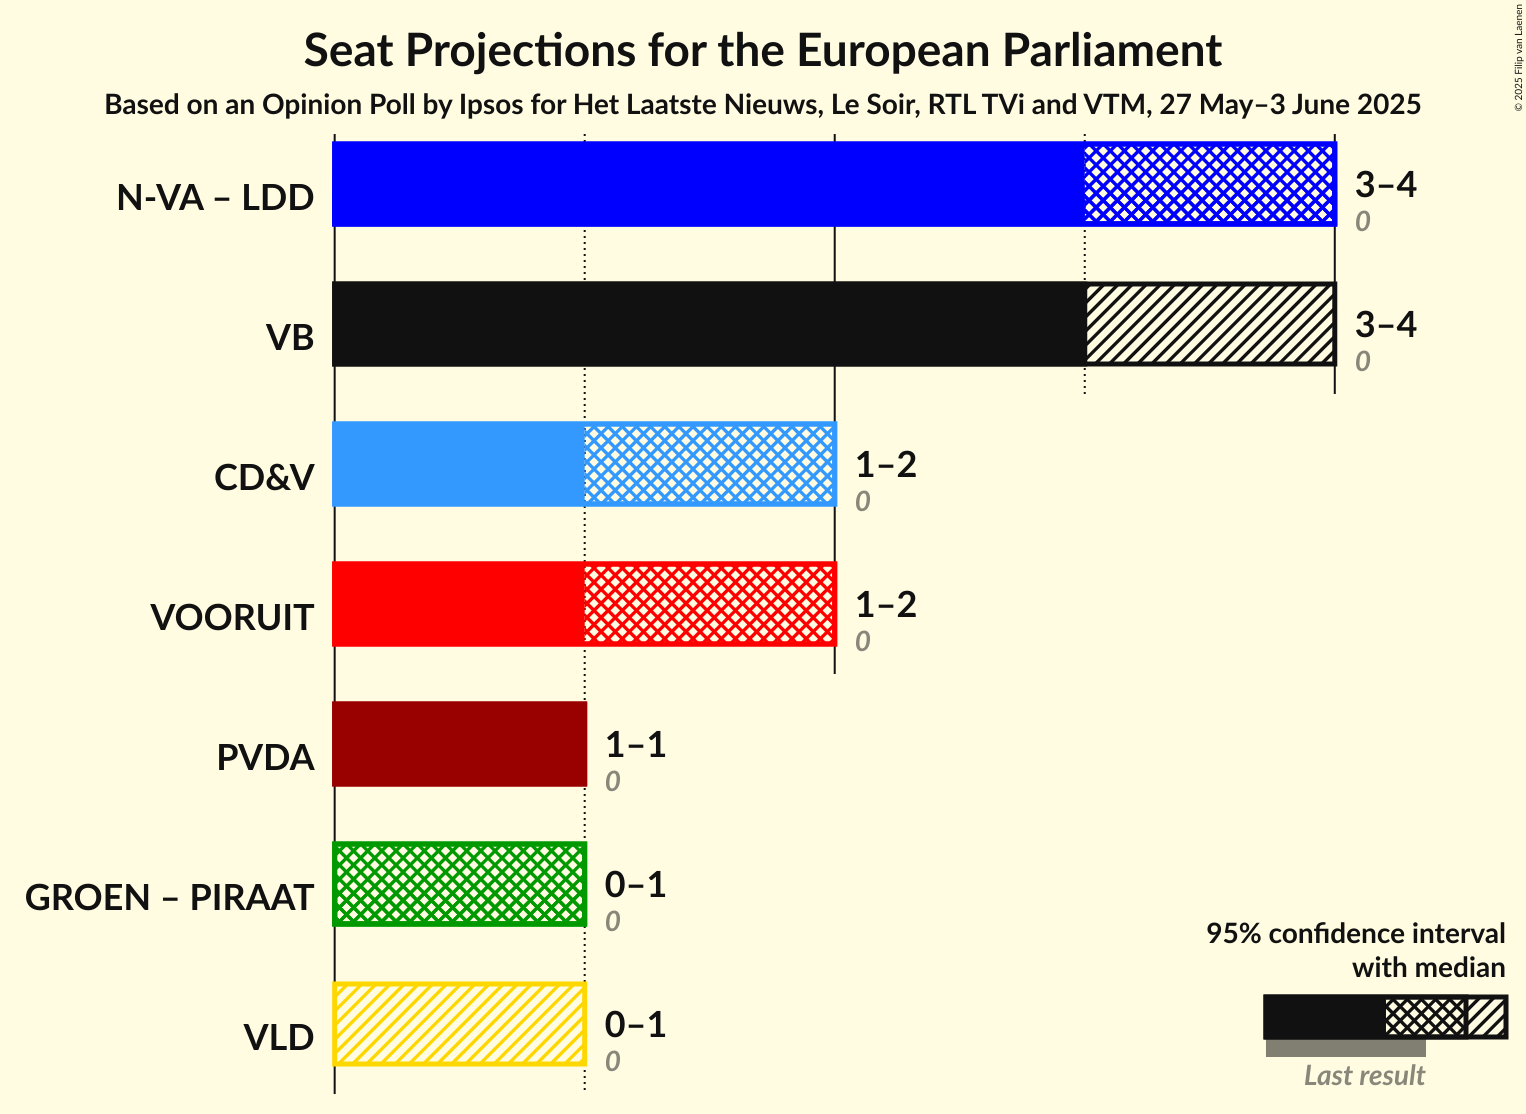 Seat Projections for the European Parliament
Based on an Opinion Poll by Ipsos for Het Laatste Nieuws, Le Soir, RTL TVi and VTM, 27 May–3 June 2025
© 2025 Filip van Laenen
N-VA – LDD
3–4
0
VB
3–4
0
CD&V
1–2
0
VOORUIT
1–2
0
PVDA
1–1
0
GROEN – PIRAAT
0–1
0
VLD
0–1
0
95% confidence interval
with median
Last result